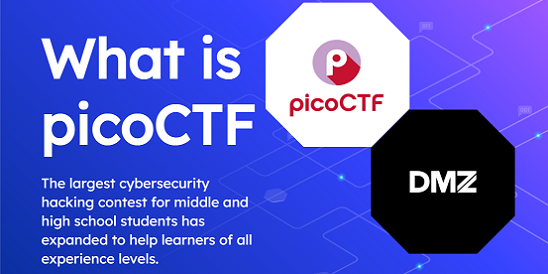 What is
picoCTF
The largest cybersecurity
hacking contest for middle and
high school students has
expanded to help learners of all
experience levels.
p
picoCTF
DMZ